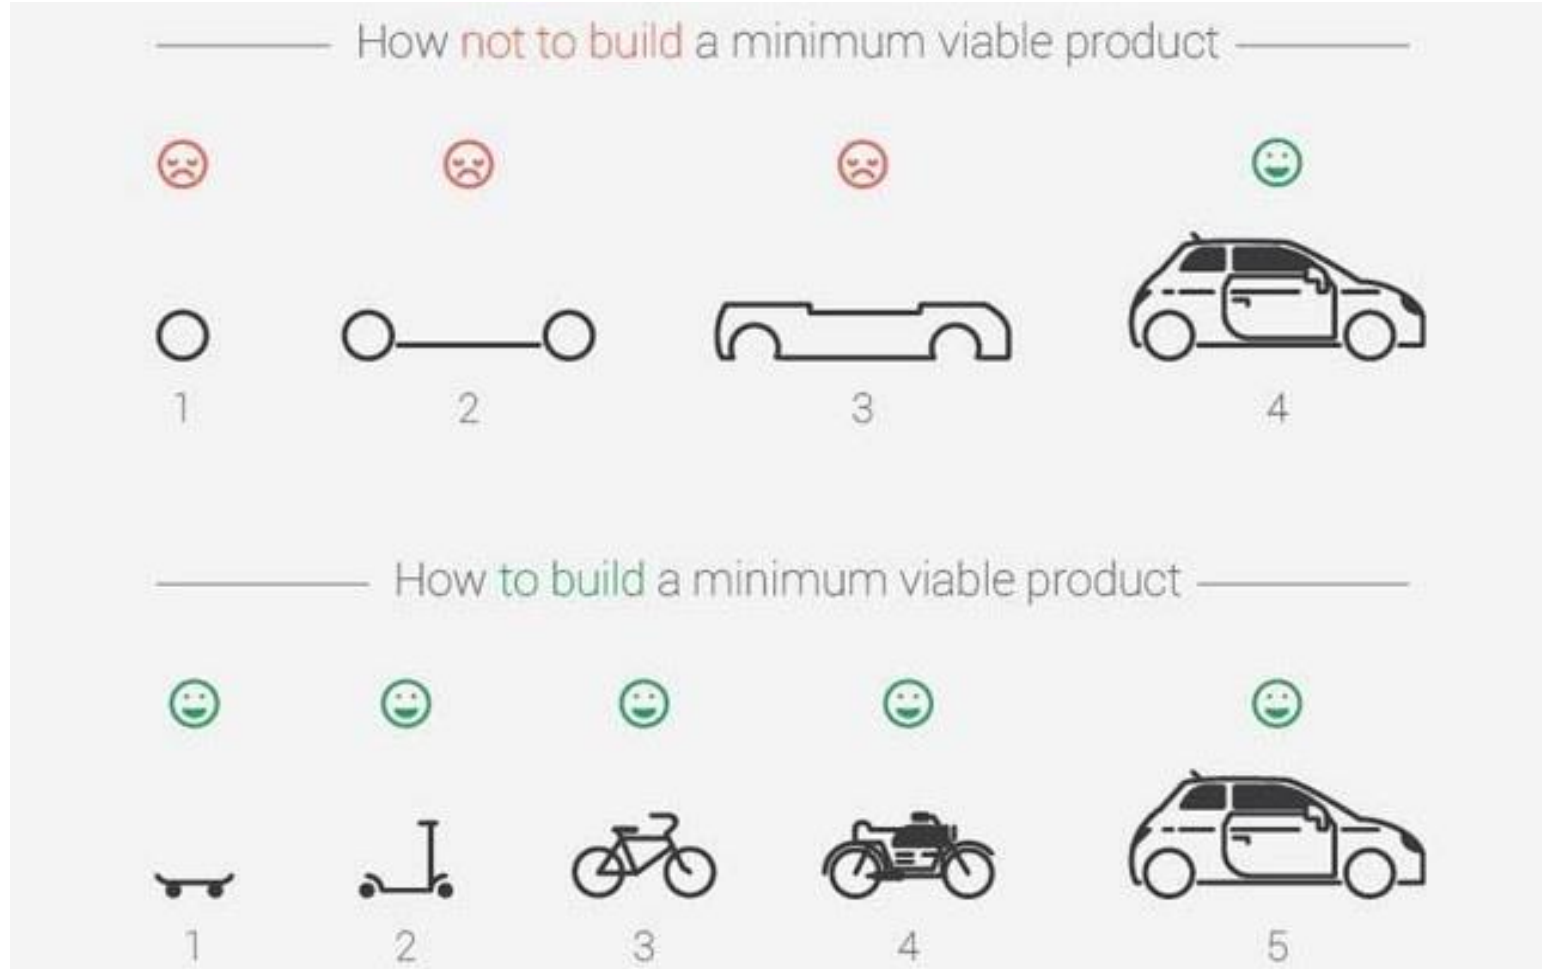 How not to build a minimum viable product
1 2 3 4
How to build a minimum viable product
1 2 3 4 5